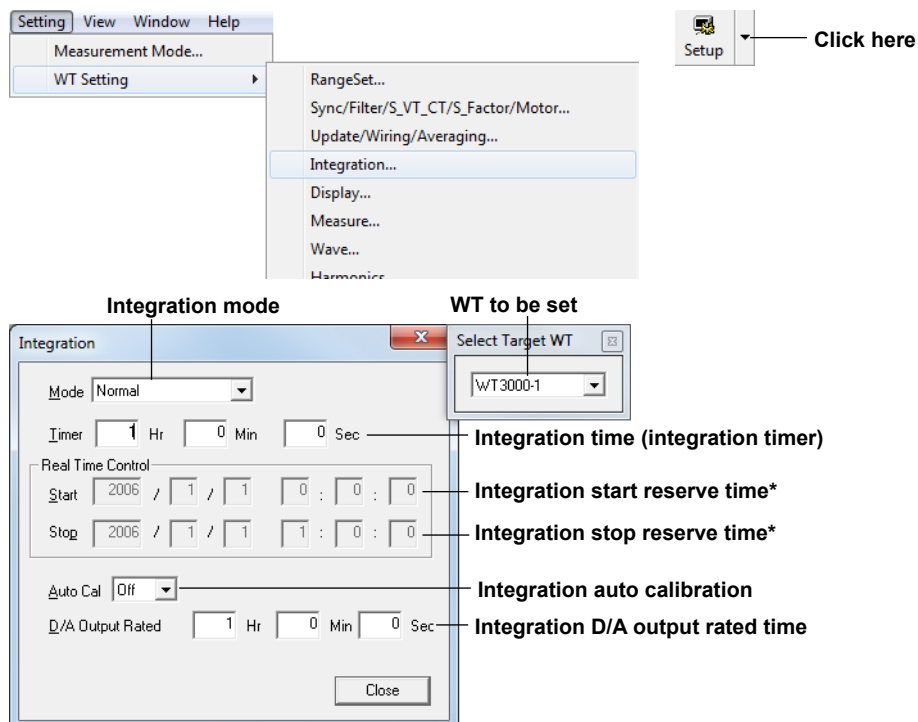 Setting View Window Help
Measurement Mode...
WT Setting
Setup
Click here
RangeSet...
Sync/Filter/S_VT_CT/S_Factor/Motor...
Update/Wiring/Averaging...
Integration...
Display...
Measure...
Wave...
Harmonics
Integration mode
WT to be set
Integration
Select Target WT
Mode Normal
WT3000-1
Timer 1 Hr 0 Min 0 Sec
Integration time (integration timer)
Real Time Control
Start 2006 / 1 / 1 0 : 0 : 0
Integration start reserve time*
Stop 2006 / 1 / 1 1 : 0 : 0
Integration stop reserve time*
Auto Cal Off
Integration auto calibration
D/A Output Rated 1 Hr 0 Min 0 Sec
Integration D/A output rated time
Close